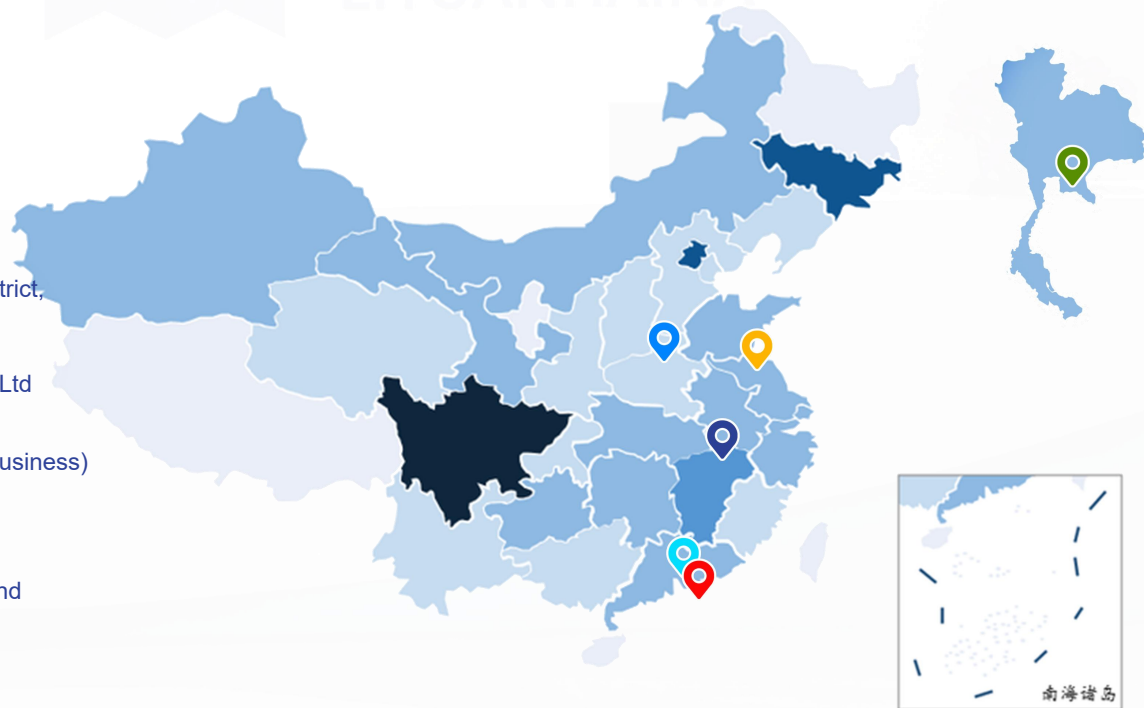 trict,
Ltd
usiness)
nd
南海诸岛